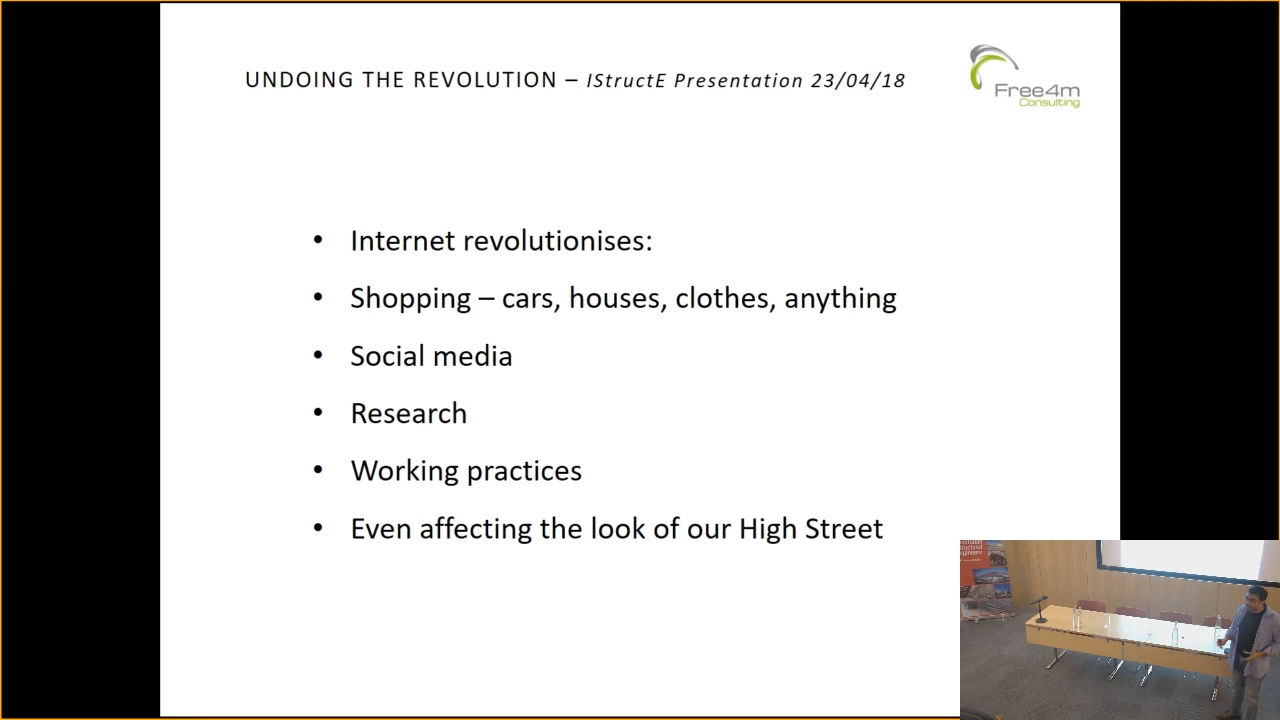 UNDOING THE REVOLUTION – IStructE Presentation 23/04/18
Free4m
Consulting
• Internet revolutionises:
• Shopping – cars, houses, clothes, anything
• Social media
• Research
• Working practices
• Even affecting the look of our High Street